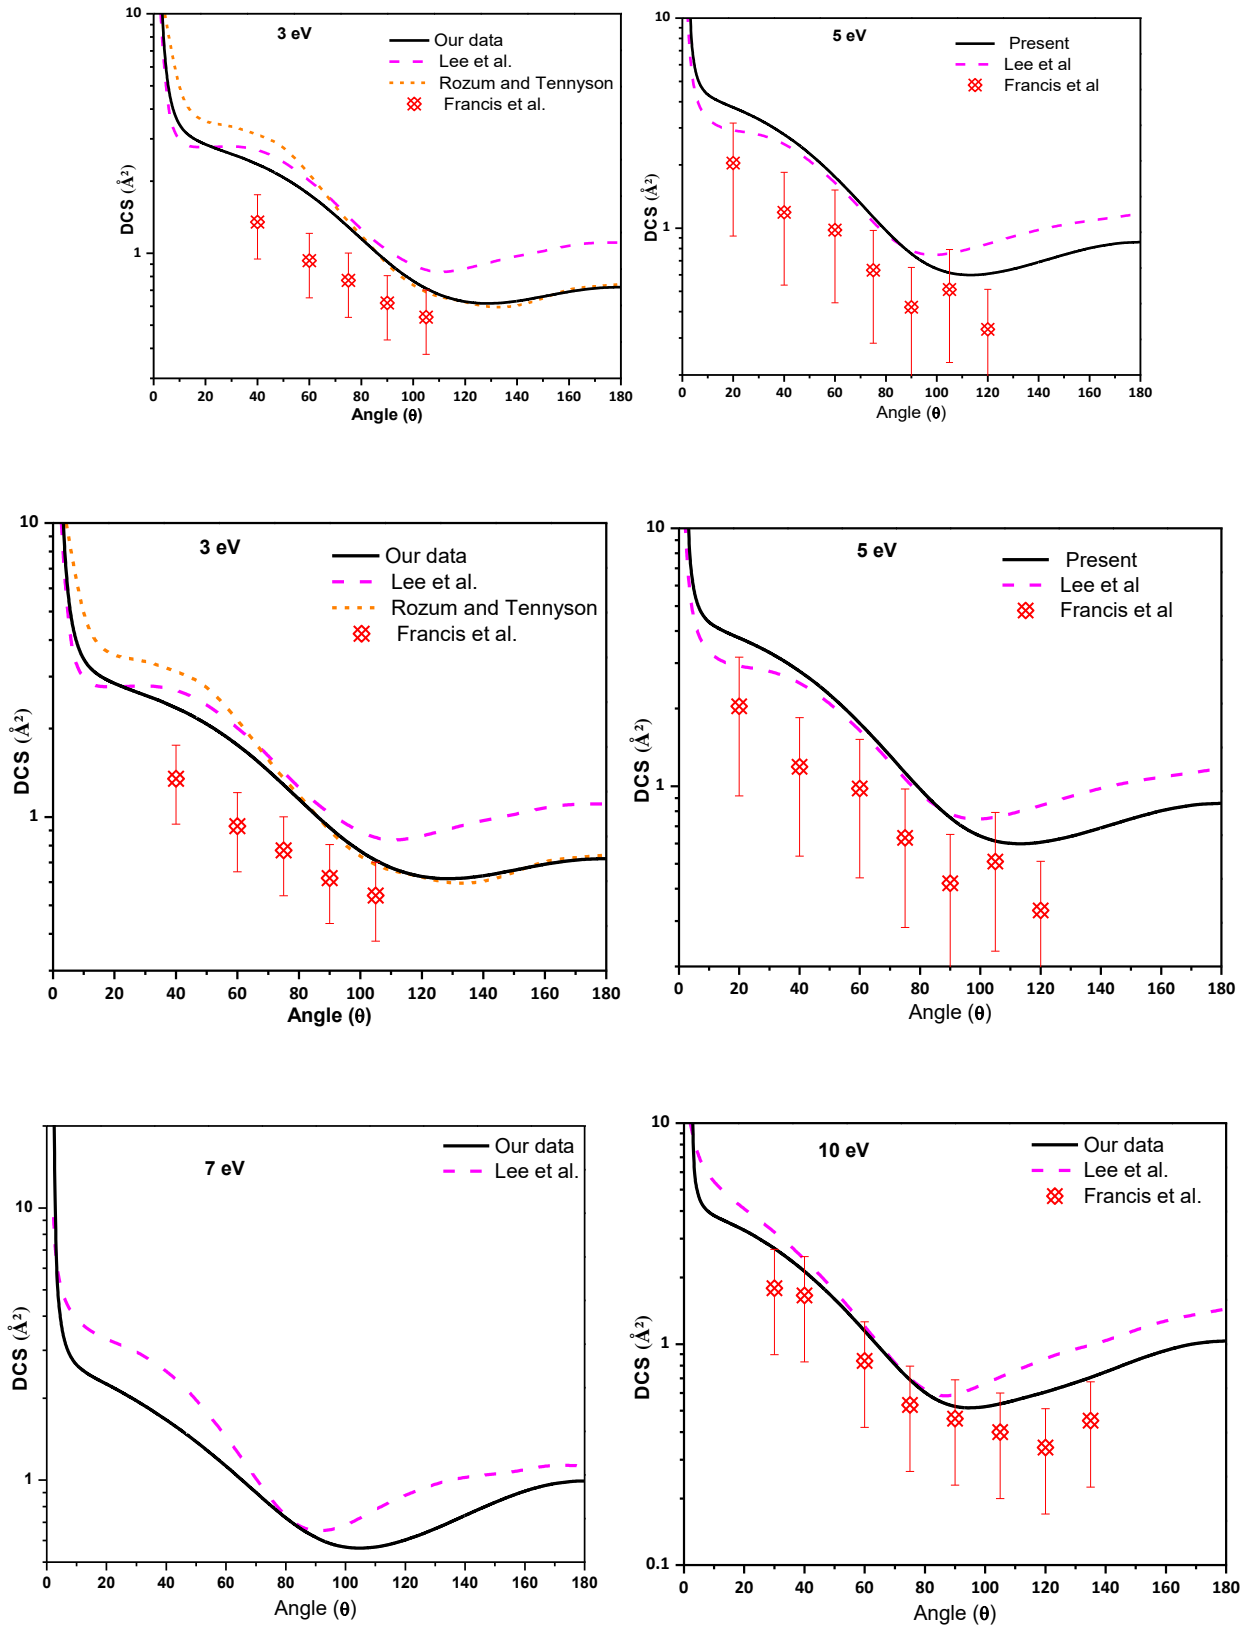 3 eV
Our data
Lee et al.
Rozum and Tennyson
Francis et al.
DCS (Å²)
10
1
0 20 40 60 80 100 120 140 160 180
Angle (θ)
5 eV
Present
Lee et al
Francis et al
DCS (Å²)
10
1
0 20 40 60 80 100 120 140 160 180
Angle (θ)
3 eV
Our data
Lee et al.
Rozum and Tennyson
Francis et al.
DCS (Å²)
10
1
0 20 40 60 80 100 120 140 160 180
Angle (θ)
5 eV
Present
Lee et al
Francis et al
DCS (Å²)
10
1
0 20 40 60 80 100 120 140 160 180
Angle (θ)
7 eV
Our data
Lee et al.
DCS (Å²)
10
1
0 20 40 60 80 100 120 140 160 180
Angle (θ)
10 eV
Our data
Lee et al.
Francis et al.
DCS (Å²)
10
1
0.1
0 20 40 60 80 100 120 140 160 180
Angle (θ)